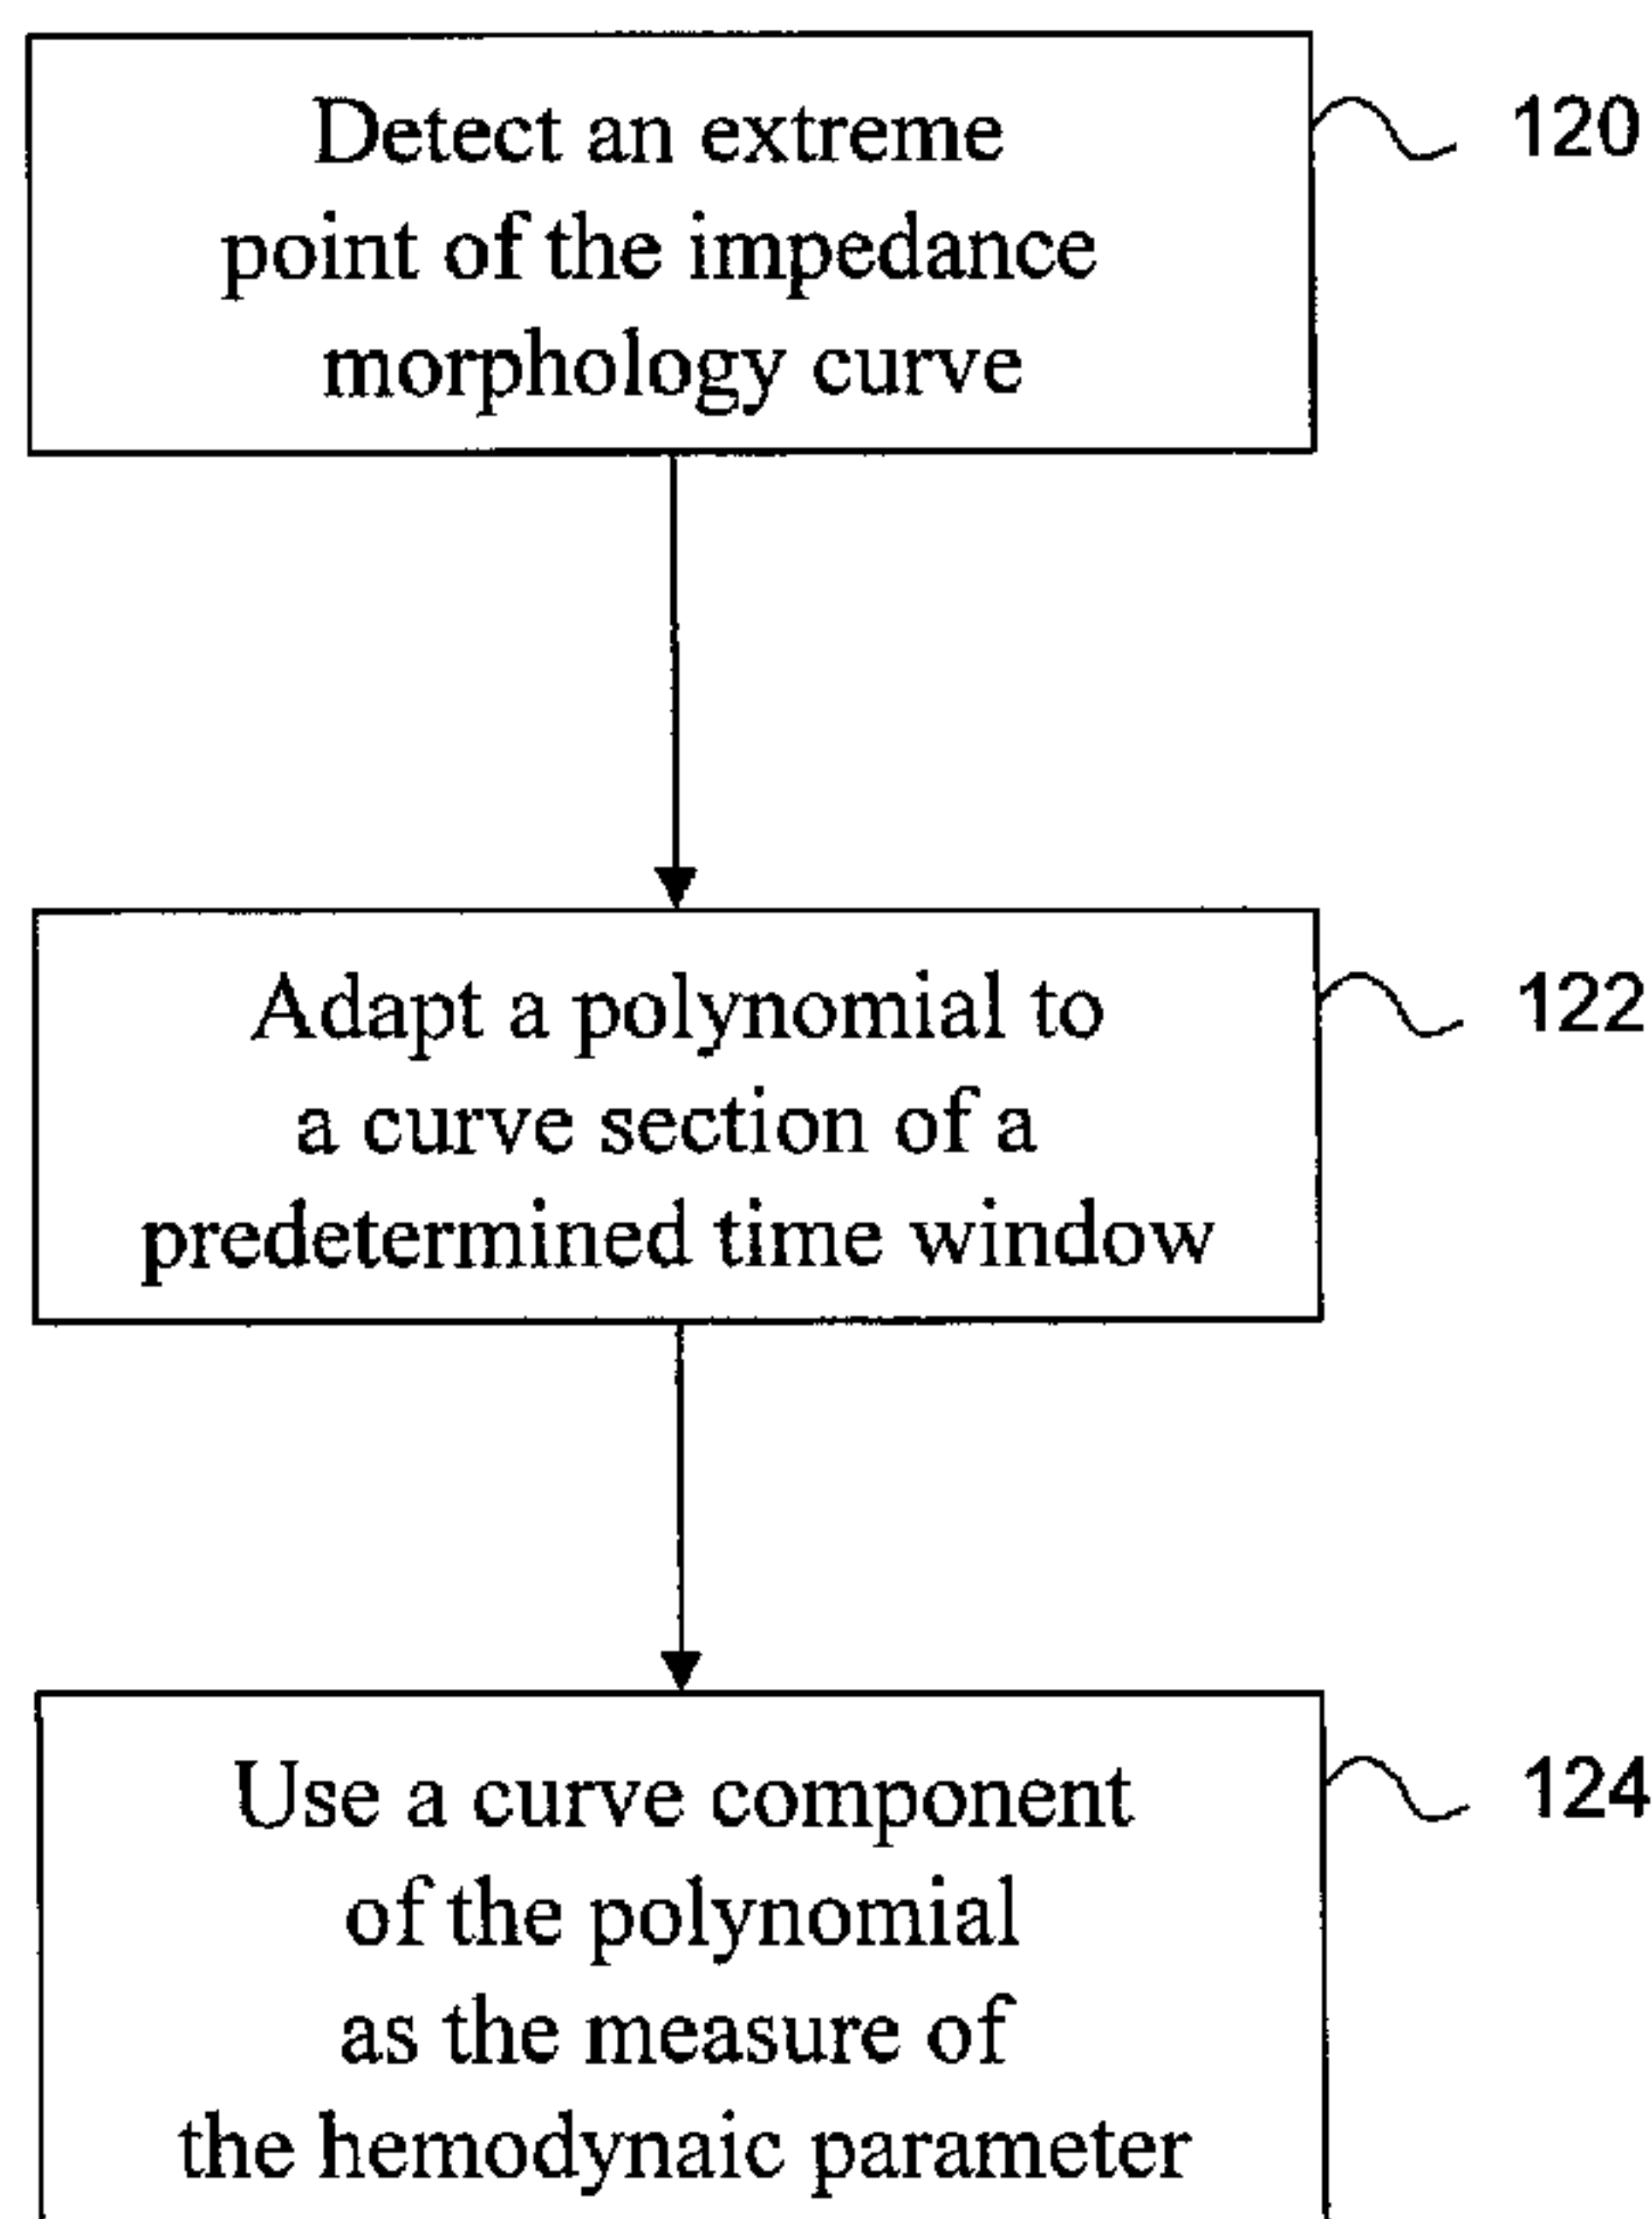 Detect an extreme
point of the impedance
morphology curve
120
Adapt a polynomial to
a curve section of a
predetermined time window
122
Use a curve component
of the polynomial
as the measure of
the hemodynaic parameter
124